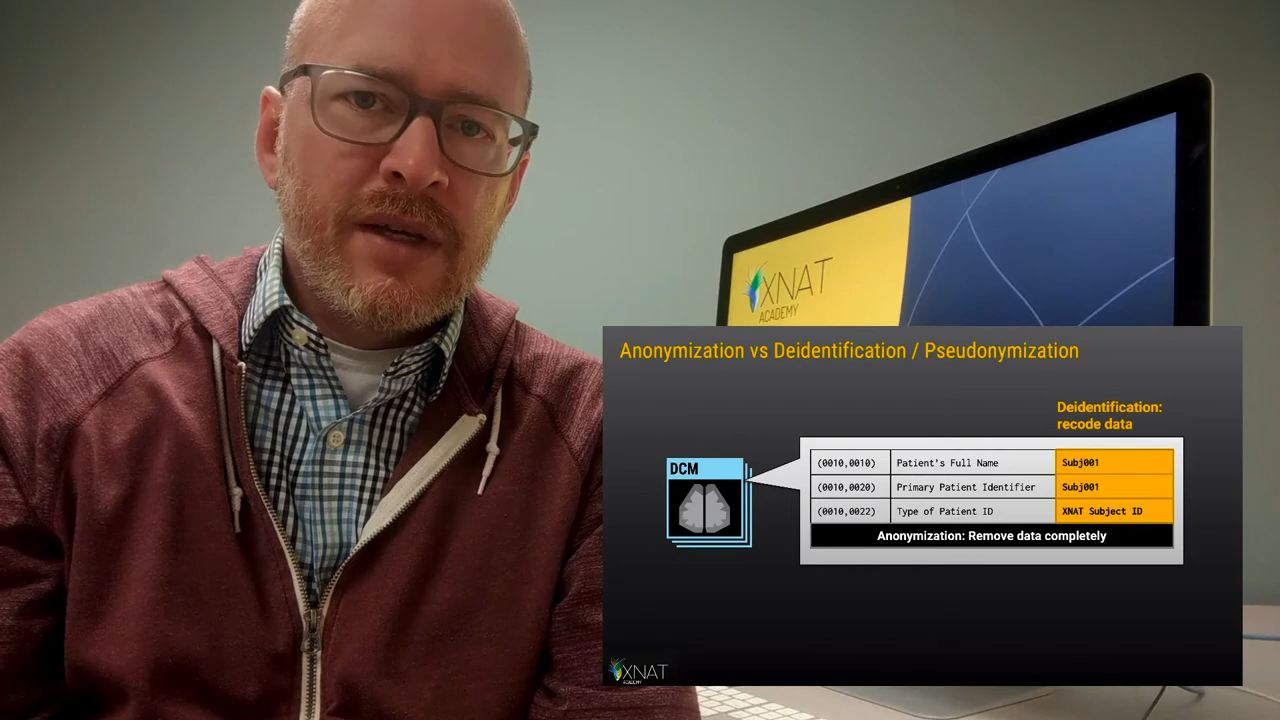 XNAT
ACADEMY
Anonymization vs Deidentification / Pseudonymization
Deidentification:
recode data
DCM
(0010,0010) Patient's Full Name Subj001
(0010,0020) Primary Patient Identifier Subj001
(0010,0022) Type of Patient ID XNAT Subject ID
Anonymization: Remove data completely
XNAT
ACADEMY